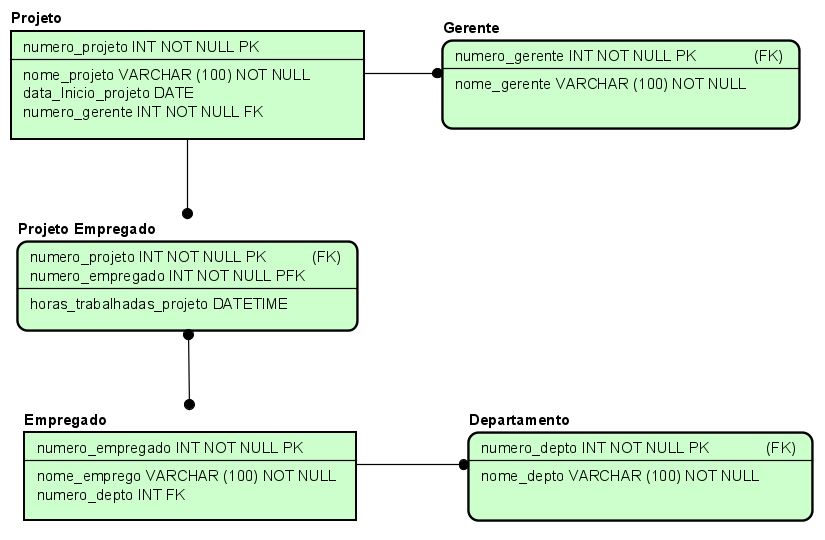 Projeto
numero_projeto INT NOT NULL PK
nome_projeto VARCHAR (100) NOT NULL
data_Inicio_projeto DATE
numero_gerente INT NOT NULL FK
Gerente
numero_gerente INT NOT NULL PK (FK)
nome_gerente VARCHAR (100) NOT NULL
Projeto Empregado
numero_projeto INT NOT NULL PK (FK)
numero_empregado INT NOT NULL PFK
horas_trabalhadas_projeto DATETIME
Empregado
numero_empregado INT NOT NULL PK
nome_emprego VARCHAR (100) NOT NULL
numero_depto INT FK
Departamento
numero_depto INT NOT NULL PK (FK)
nome_depto VARCHAR (100) NOT NULL